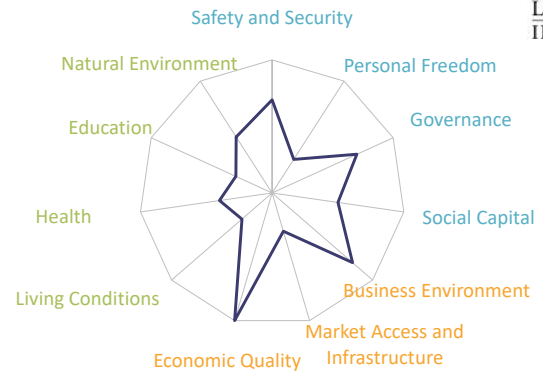 Safety and Security
Natural Environment
Personal Freedom
Education
Governance
Health
Social Capital
Living Conditions
Business Environment
Market Access and
Infrastructure
Economic Quality